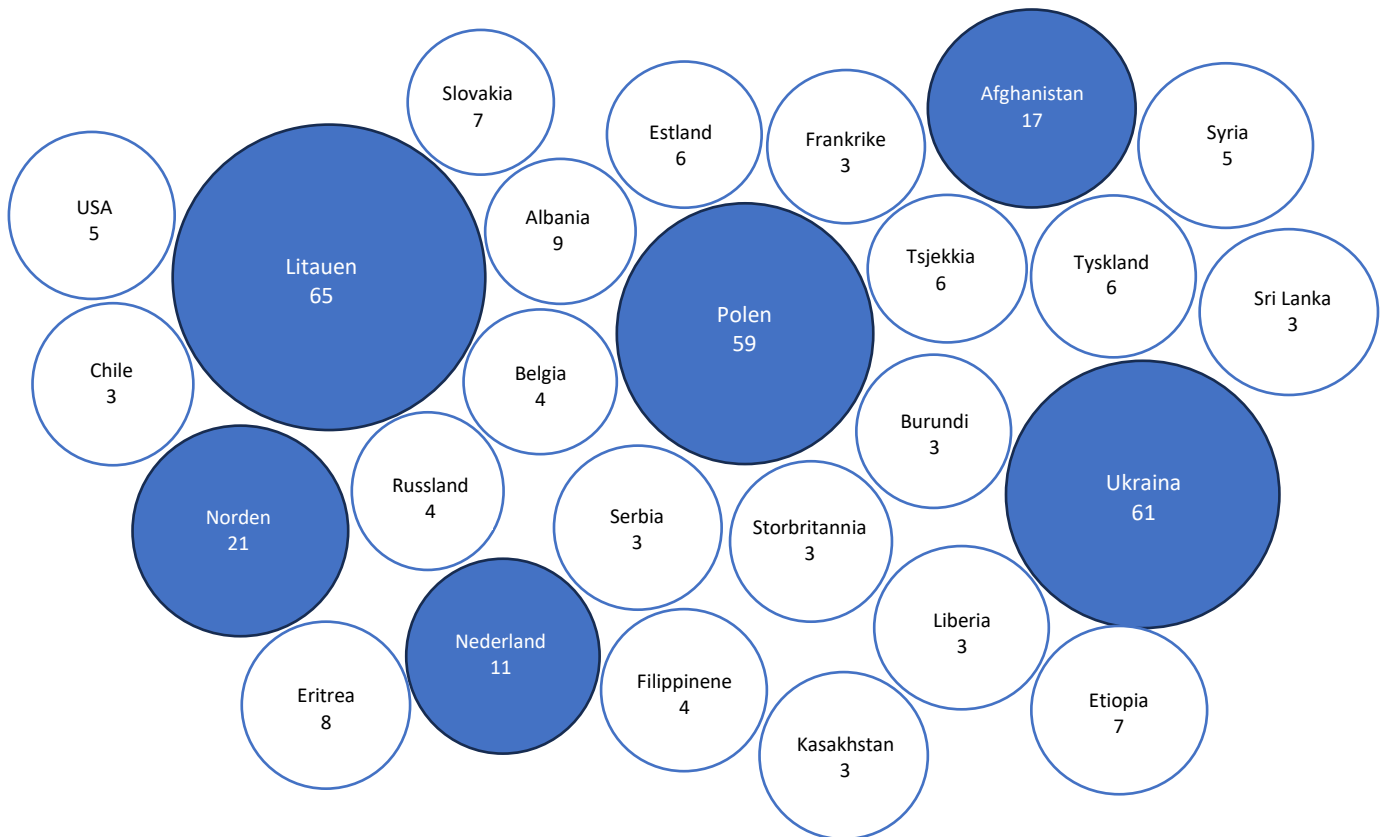 Slovakia
7
Estland
6
Frankrike
3
Afghanistan
17
Syria
5
USA
5
Litauen
65
Albania
9
Polen
59
Tsjekkia
6
Tyskland
6
Sri Lanka
3
Chile
3
Belgia
4
Burundi
3
Ukraina
61
Norden
21
Russland
4
Serbia
3
Storbritannia
3
Liberia
3
Nederland
11
Eritrea
8
Filippinene
4
Kasakhstan
3
Etiopia
7